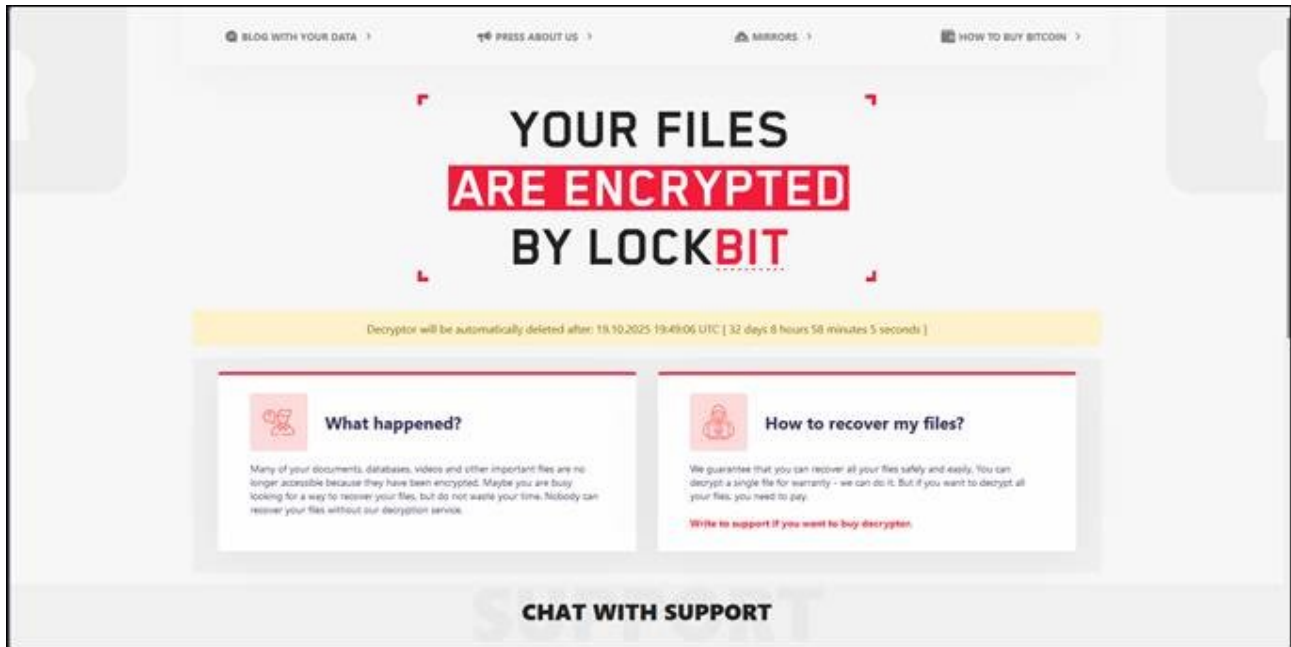 BLOG WITH YOUR DATA
PRESS ABOUT US
MIRRORS
HOW TO BUY BITCOIN
YOUR FILES
ARE ENCRYPTED
BY LOCKBIT
Decryptor will be automatically deleted after: 19.10.2025 19:49:06 UTC [ 32 days 8 hours 58 minutes 5 seconds ]
What happened?
Many of your documents, databases, videos and other important files are no
longer accessible because they have been encrypted. Maybe you are busy
looking for a way to recover your files, but do not waste your time. Nobody can
recover your files without our decryption service.
How to recover my files?
We guarantee that you can recover all your files safely and easily. You can
decrypt a single file for warranty - we can do it. But if you want to decrypt all
your files, you need to pay.
Write to support if you want to buy decryptor.
SUPPORT
CHAT WITH SUPPORT